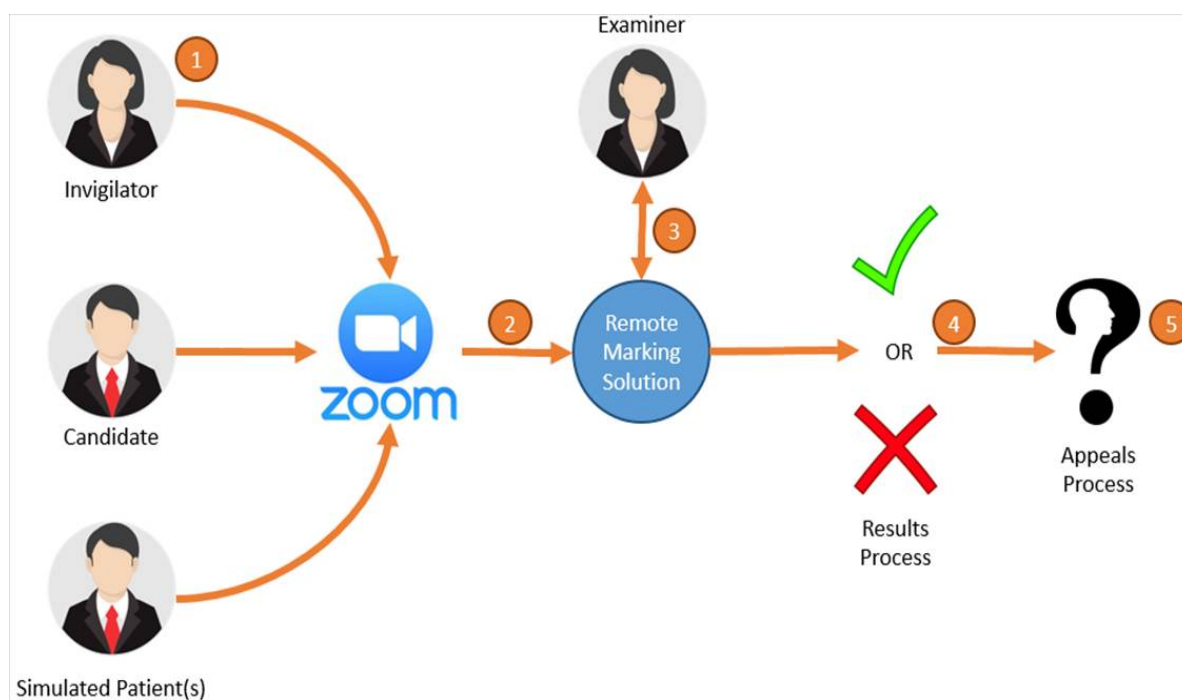 Examiner
1
Invigilator
3
2
Remote
Marking
Solution
OR
4
5
zoom
Candidate
Appeals
Process
Results
Process
Simulated Patient(s)